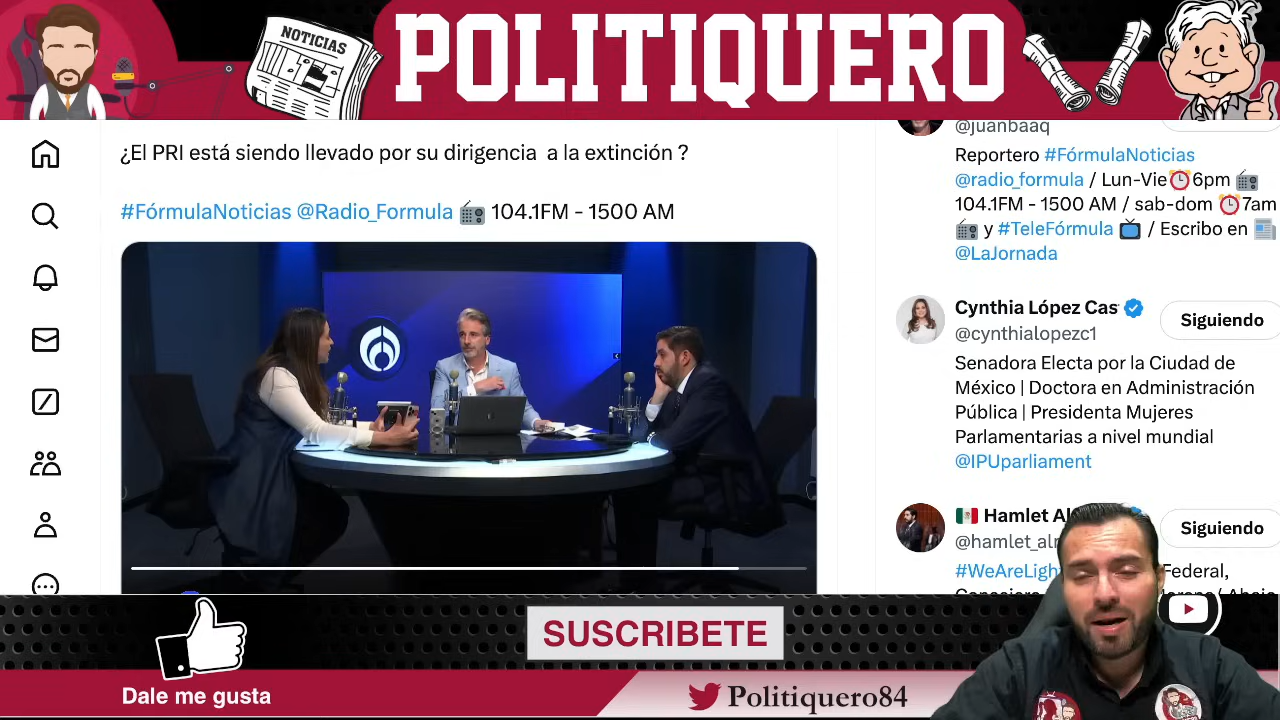 NOTICIAS
POLITIQUERO
¿El PRI está siendo llevado por su dirigencia a la extinción ?
#FórmulaNoticias @Radio_Formula 📻 104.1FM - 1500 AM
@juanbaaq
Reportero #FórmulaNoticias
@radio_formula / Lun-Vie⏰6pm 📻
104.1FM - 1500 AM / sab-dom ⏰7am
📻 y #TeleFórmula 📺 / Escribo en 📰
@LaJornada
Cynthia López Cas
Siguiendo
@cynthialopezc1
Senadora Electa por la Ciudad de
México | Doctora en Administración
Pública | Presidenta Mujeres
Parlamentarias a nivel mundial
@IPUparliament
🇲🇽 Hamlet Al
Siguiendo
@hamlet_alr
#WeAreLigh Federal,
SUSCRIBETE
Dale me gusta
Politiquero84